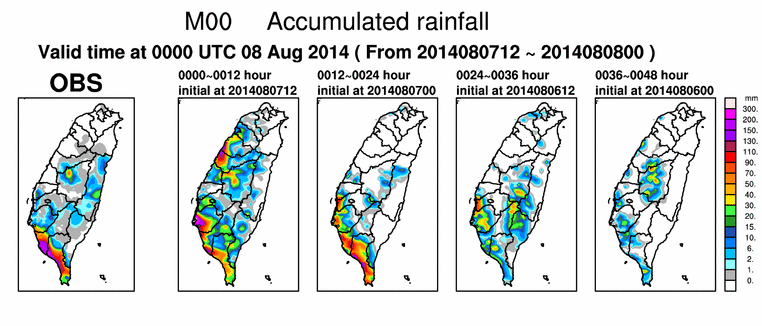 M00 Accumulated rainfall
Valid time at 0000 UTC 08 Aug 2014 ( From 2014080712 ~ 2014080800 )
OBS
0000~0012 hour
initial at 2014080712
0012~0024 hour
initial at 2014080700
0024~0036 hour
initial at 2014080612
0036~0048 hour
initial at 2014080600
mm
300.
200.
150.
130.
110.
90.
70.
50.
40.
30.
20.
15.
10.
6.
2.
1.
0.